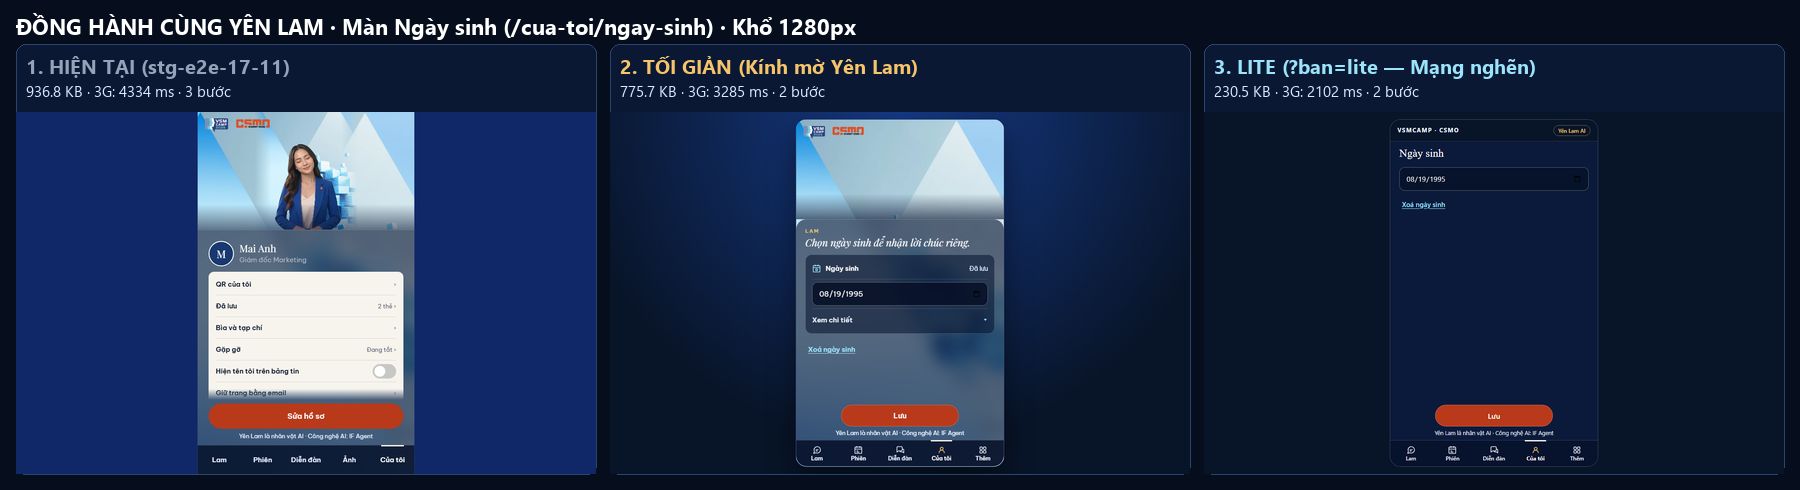 ĐỒNG HÀNH CÙNG YÊN LAM · Màn Ngày sinh (/cua-toi/ngay-sinh) · Khổ 1280px
1. HIỆN TẠI (stg-e2e-17-11)
936.8 KB · 3G: 4334 ms · 3 bước
VSM CAMP CSMO
Mai Anh
M
Giám đốc Marketing
QR của tôi
Đã lưu 2 thẻ
Bìa và tạp chí
Gặp gỡ Đang tắt
Hiện tên tôi trên bảng tin
Giữ trang bằng email
Sửa hồ sơ
Yên Lam là nhân vật AI · Công nghệ AI: IF Agent
Lam Phiên Diễn đàn Ảnh Của tôi
2. TỐI GIẢN (Kính mờ Yên Lam)
775.7 KB · 3G: 3285 ms · 2 bước
VSM CAMP CSMO
LAM
Chọn ngày sinh để nhận lời chúc riêng.
Ngày sinh Đã lưu
08/19/1995
Xem chi tiết
Xoá ngày sinh
Lưu
Yên Lam là nhân vật AI · Công nghệ AI: IF Agent
Lam Phiên Diễn đàn Của tôi Thêm
3. LITE (?ban=lite — Mạng nghẽn)
230.5 KB · 3G: 2102 ms · 2 bước
VSMCAMP · CSMO Yên Lam AI
Ngày sinh
08/19/1995
Xoá ngày sinh
Lưu
Yên Lam là nhân vật AI · Công nghệ AI: IF Agent
Lam Phiên Diễn đàn Của tôi Thêm